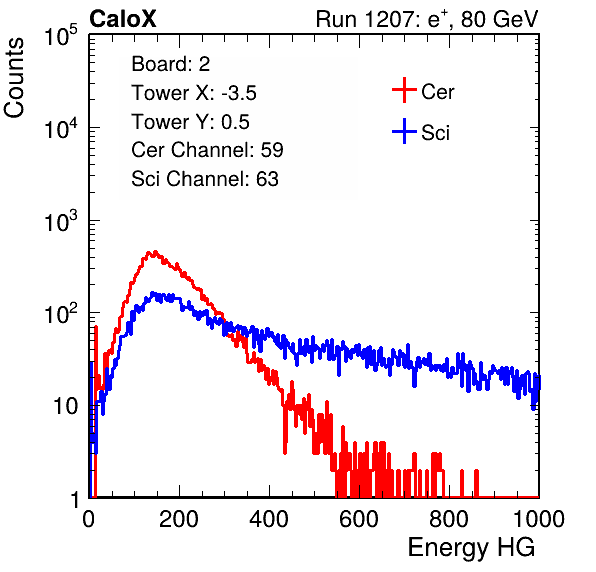 CaloX Run 1207: e⁺, 80 GeV
Counts
10⁵
10⁴
10³
10²
10
1
Board: 2
Tower X: -3.5
Tower Y: 0.5
Cer Channel: 59
Sci Channel: 63
Cer
Sci
0 200 400 600 800 1000
Energy HG